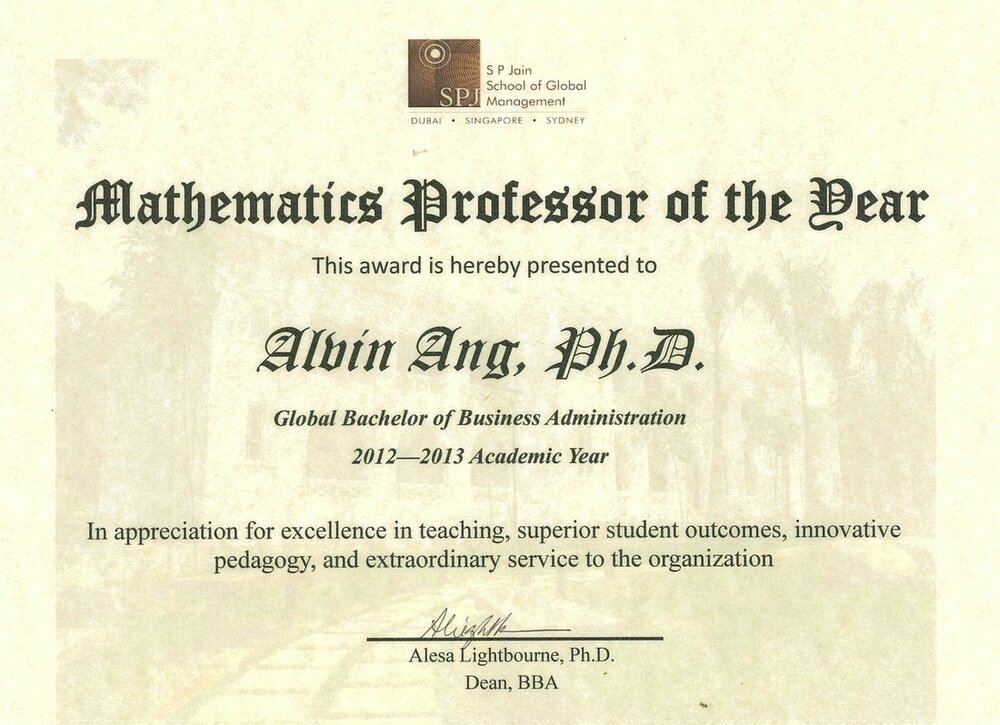 SPJ
S P Jain
School of Global
Management
DUBAI • SINGAPORE • SYDNEY
Mathematics Professor of the Year
This award is hereby presented to
Alvin Ang, Ph.D.
Global Bachelor of Business Administration
2012—2013 Academic Year
In appreciation for excellence in teaching, superior student outcomes, innovative
pedagogy, and extraordinary service to the organization
Alesa Lightbourne, Ph.D.
Dean, BBA